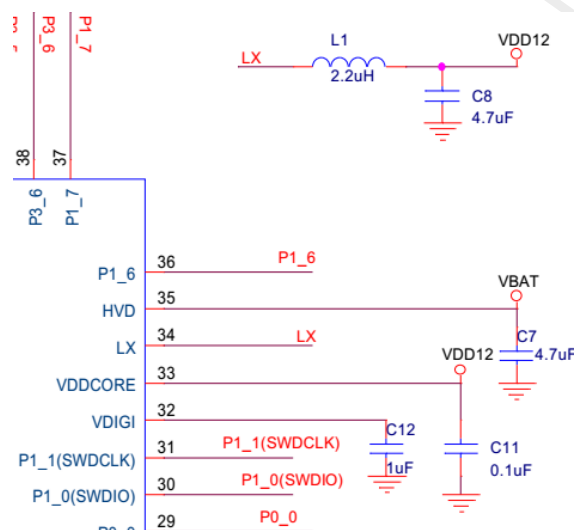 P3_6
P1_7
LX
L1
2.2uH
VDD12
C8
4.7uF
38
37
P3_6
P1_7
P1_6
36
P1_6
HVD
35
VBAT
LX
34
LX
C7
4.7uF
VDD12
VDDCORE
33
VDIGI
32
C12
1uF
C11
0.1uF
P1_1(SWDCLK)
31
P1_1(SWDCLK)
P1_0(SWDIO)
30
P1_0(SWDIO)
29
P0_0